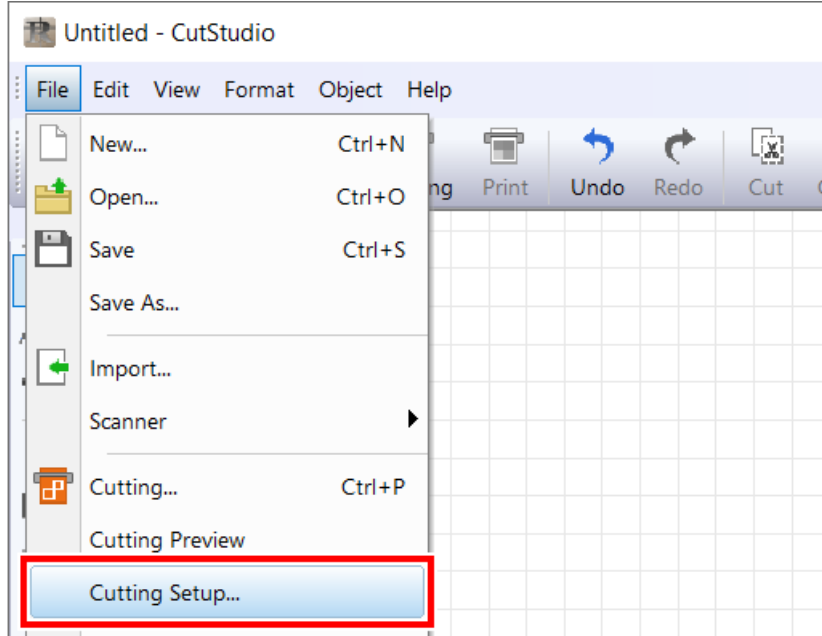 Untitled - CutStudio
File Edit View Format Object Help
New... Ctrl+N
Open... Ctrl+O
Save Ctrl+S
Save As...
Import...
Scanner
Cutting... Ctrl+P
Cutting Preview
Cutting Setup...
ng Print Undo Redo Cut